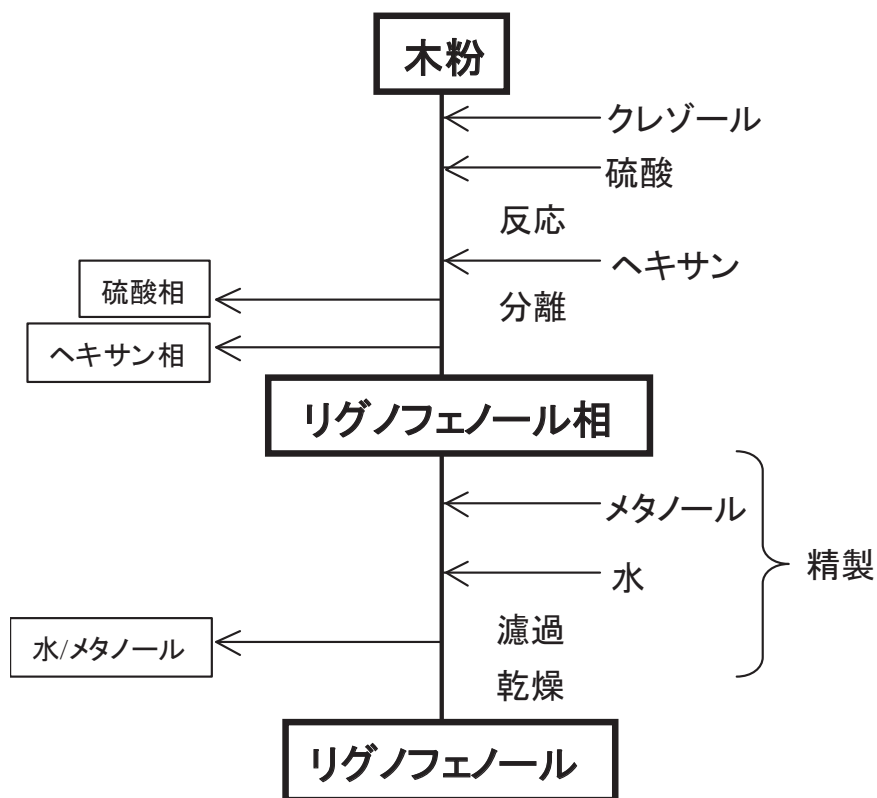 木粉
クレゾール
硫酸
反応
ヘキサン
硫酸相
分離
ヘキサン相
リグノフェノール相
メタノール
水
精製
濾過
水/メタノール
乾燥
リグノフェノール